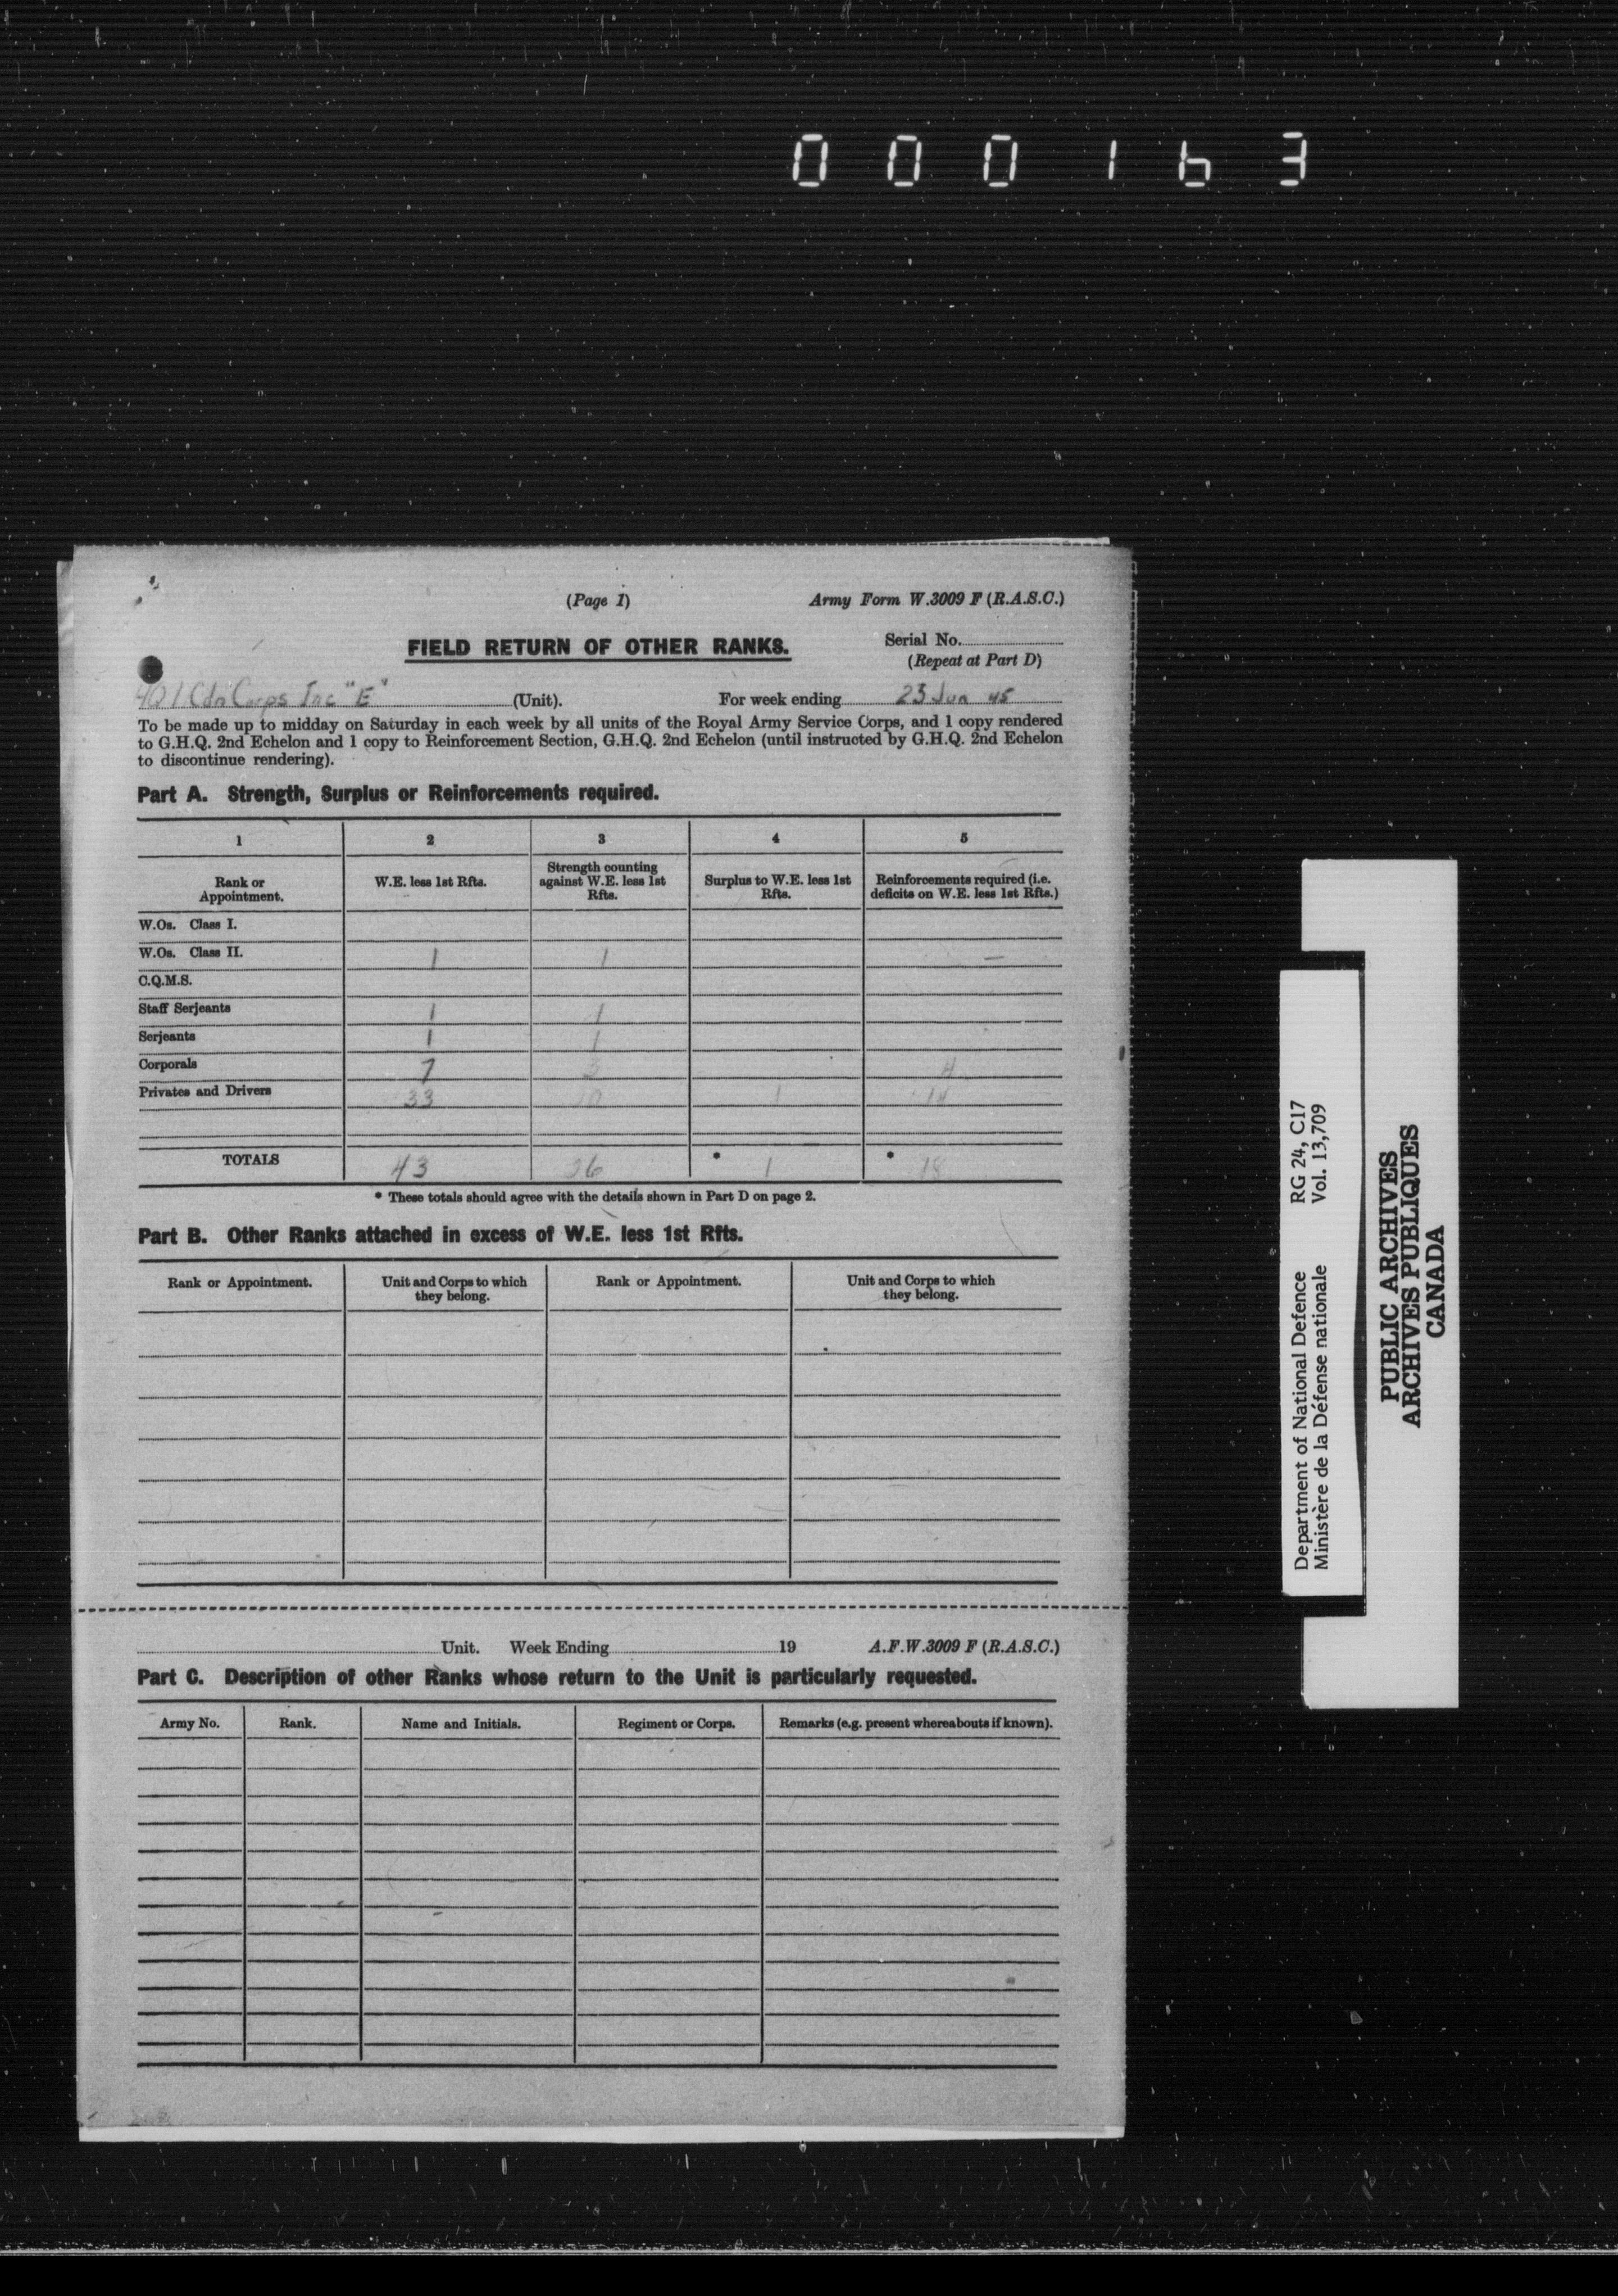 000163
(Page 1) Army Form W.3009 F (R.A.S.C.)
FIELD RETURN OF OTHER RANKS. Serial No.
(Repeat at Part D)
HQ 1 Cdn Corps Inc "E" (Unit). For week ending 23 Jun 45
To be made up to midday on Saturday in each week by all units of the Royal Army Service Corps, and 1 copy rendered
to G.H.Q. 2nd Echelon and 1 copy to Reinforcement Section, G.H.Q. 2nd Echelon (until instructed by G.H.Q. 2nd Echelon
to discontinue rendering).
Part A. Strength, Surplus or Reinforcements required.
1 2 3 4 5
Rank or
Appointment.
W.E. less 1st Rfts.
Strength counting
against W.E. less 1st
Rfts.
Surplus to W.E. less 1st
Rfts.
Reinforcements required (i.e.
deficits on W.E. less 1st Rfts.)
W.Os. Class I.
W.Os. Class II. 1 1 —
C.Q.M.S.
Staff Serjeants 1 1
Serjeants 1 1
Corporals 7 4
Privates and Drivers 33 1 14
TOTALS 43 26 * 1 * 18
* These totals should agree with the details shown in Part D on page 2.
Part B. Other Ranks attached in excess of W.E. less 1st Rfts.
Rank or Appointment.
Unit and Corps to which
they belong.
Rank or Appointment.
Unit and Corps to which
they belong.
Unit. Week Ending 19 A.F.W.3009 F (R.A.S.C.)
Part C. Description of other Ranks whose return to the Unit is particularly requested.
Army No. Rank. Name and Initials. Regiment or Corps. Remarks (e.g. present whereabouts if known).
Department of National Defence RG 24, C17
Ministère de la Défense nationale Vol. 13,709
PUBLIC ARCHIVES
ARCHIVES PUBLIQUES
CANADA